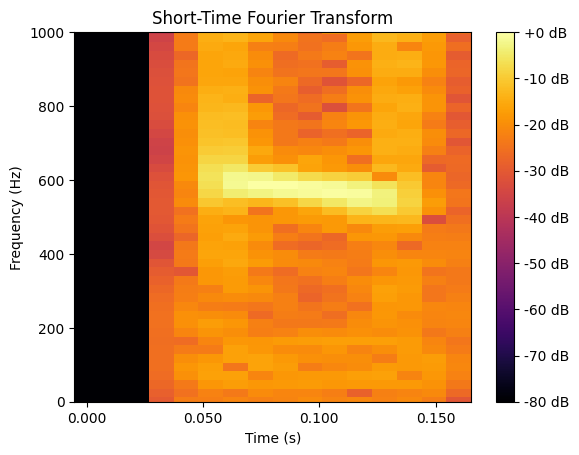 Short-Time Fourier Transform
1000
800
600
400
200
0
Frequency (Hz)
0.000
0.050
0.100
0.150
Time (s)
+0 dB
-10 dB
-20 dB
-30 dB
-40 dB
-50 dB
-60 dB
-70 dB
-80 dB